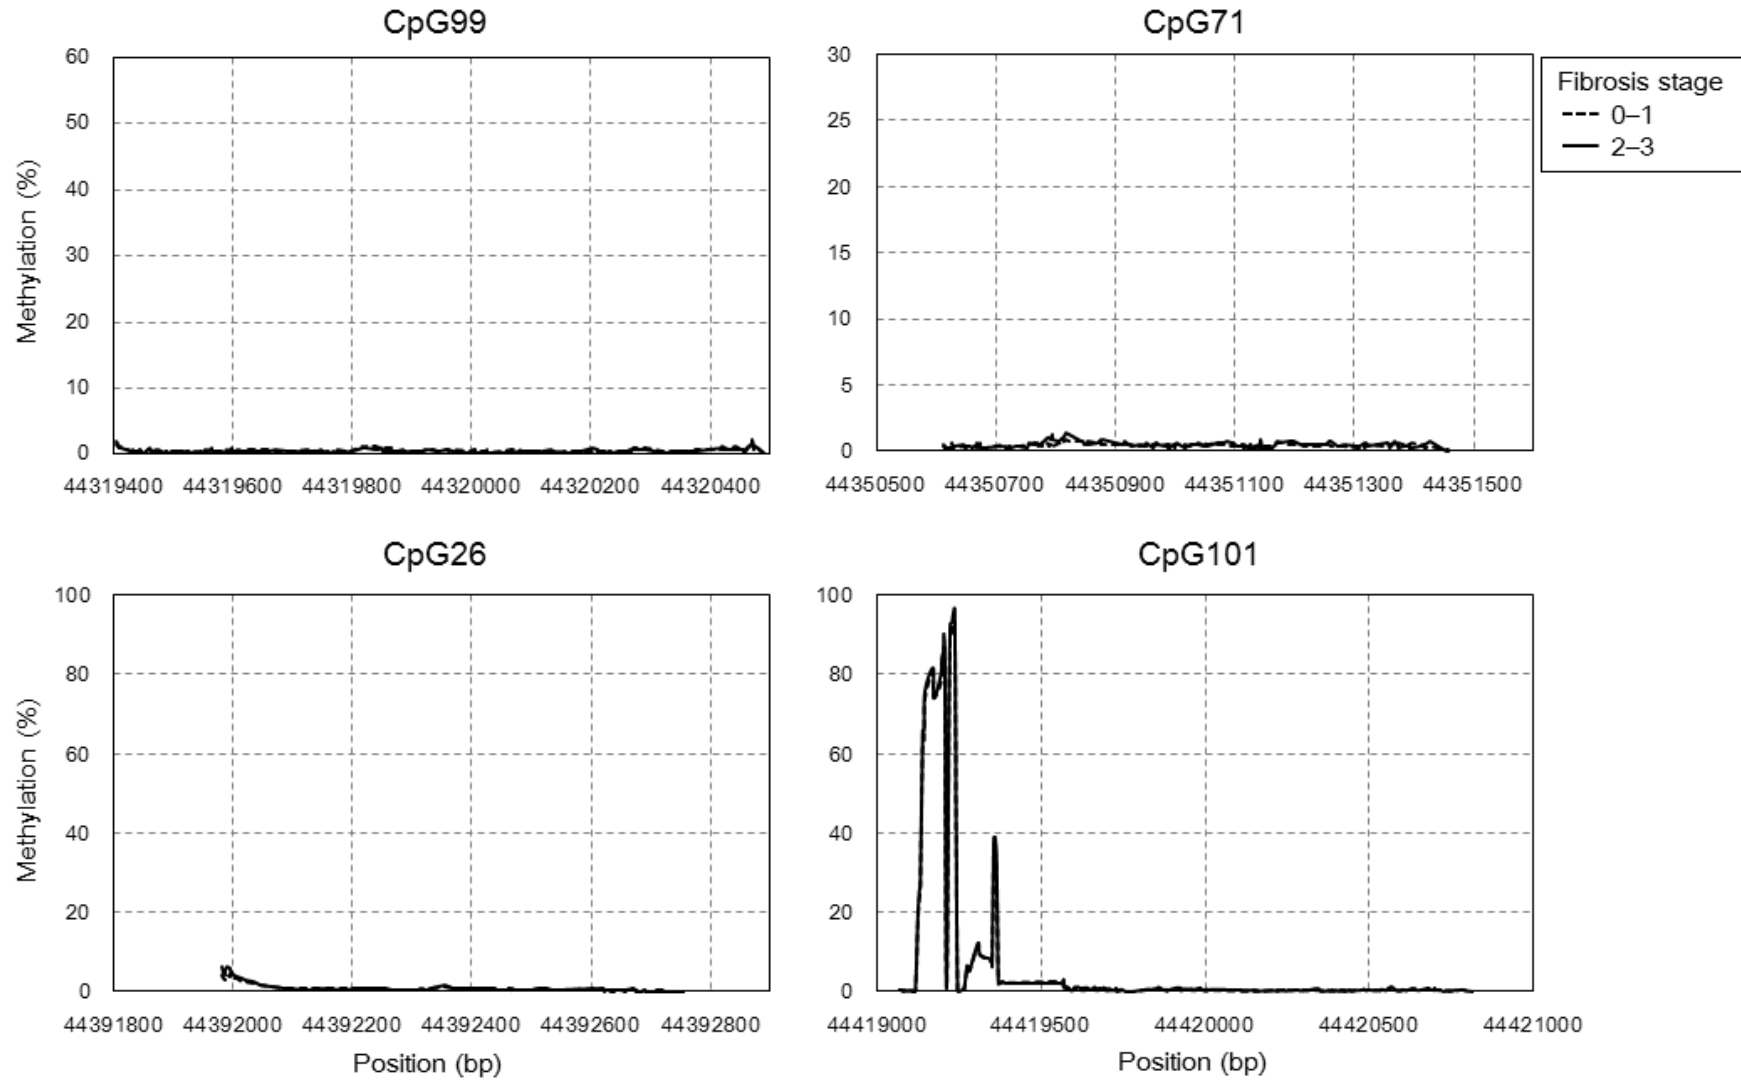 CpG99
60
50
40
30
20
10
0
Methylation (%)
44319400 44319600 44319800 44320000 44320200 44320400
CpG71
30
25
20
15
10
5
0
44350500 44350700 44350900 44351100 44351300 44351500
Fibrosis stage
0–1
2–3
CpG26
100
80
60
40
20
0
Methylation (%)
44391800 44392000 44392200 44392400 44392600 44392800
Position (bp)
CpG101
100
80
60
40
20
0
44419000 44419500 44420000 44420500 44421000
Position (bp)